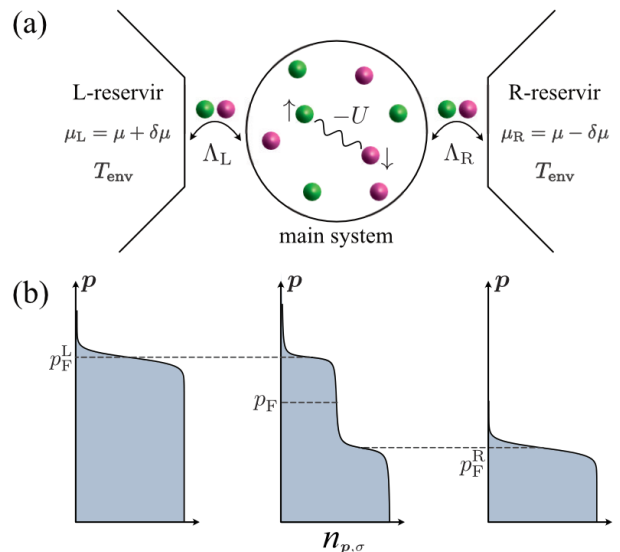 (a)
L-reservir
μ_L = μ + δμ
T_env
Λ_L
↑
−U
↓
main system
Λ_R
R-reservir
μ_R = μ − δμ
T_env
(b)
p
p
p
p_F^L
p_F
p_F^R
n_{p,σ}